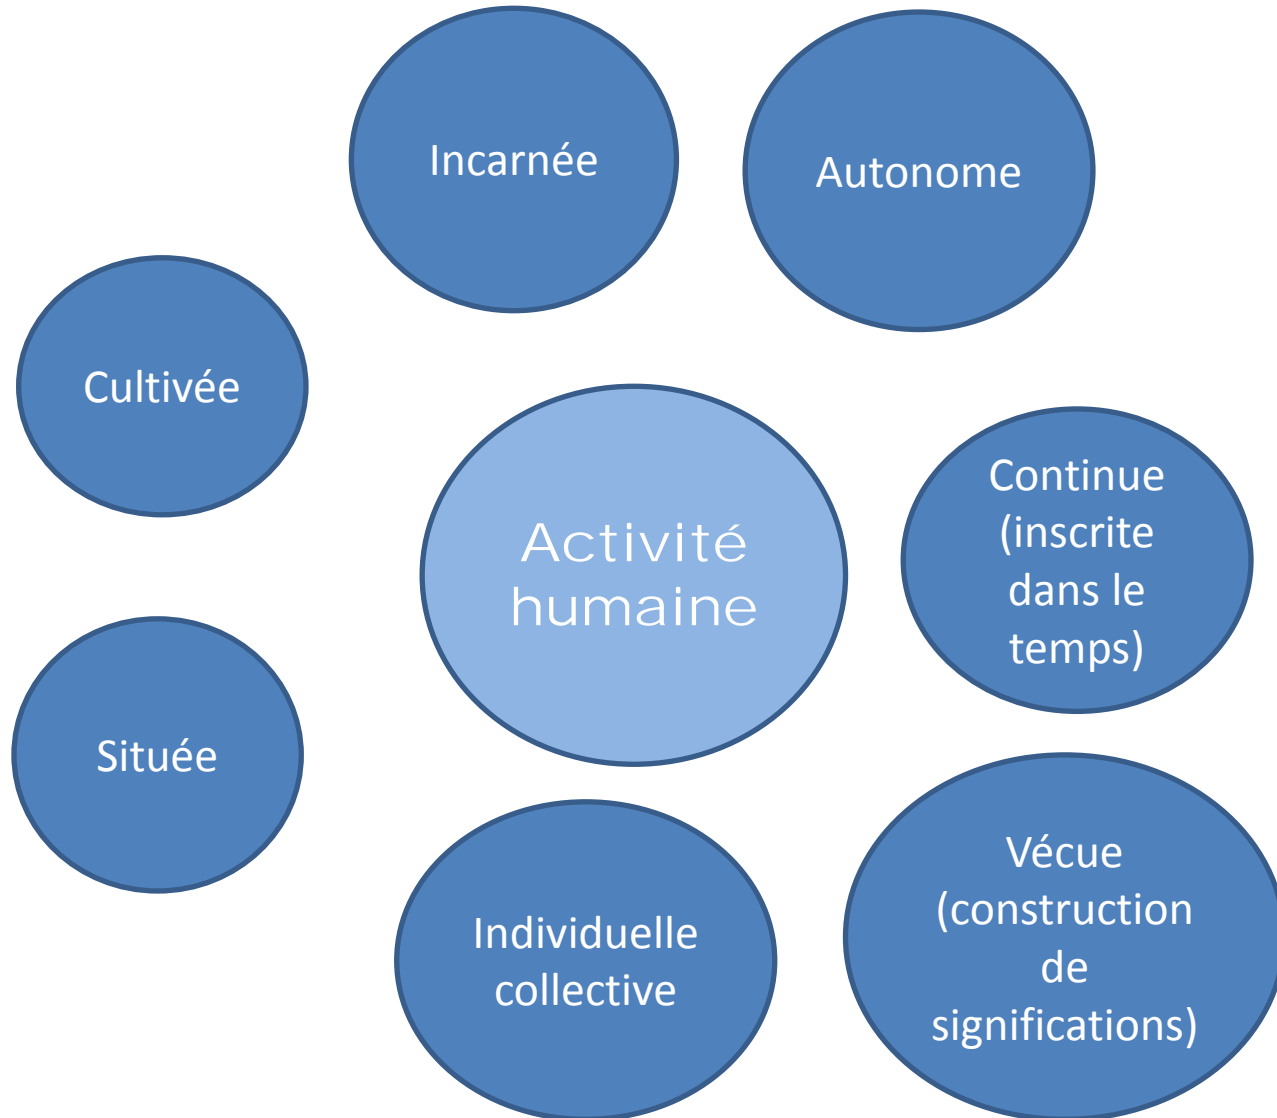 Incarnée
Autonome
Cultivée
Activité
humaine
Continue
(inscrite
dans le
temps)
Située
Individuelle
collective
Vécue
(construction
de
significations)